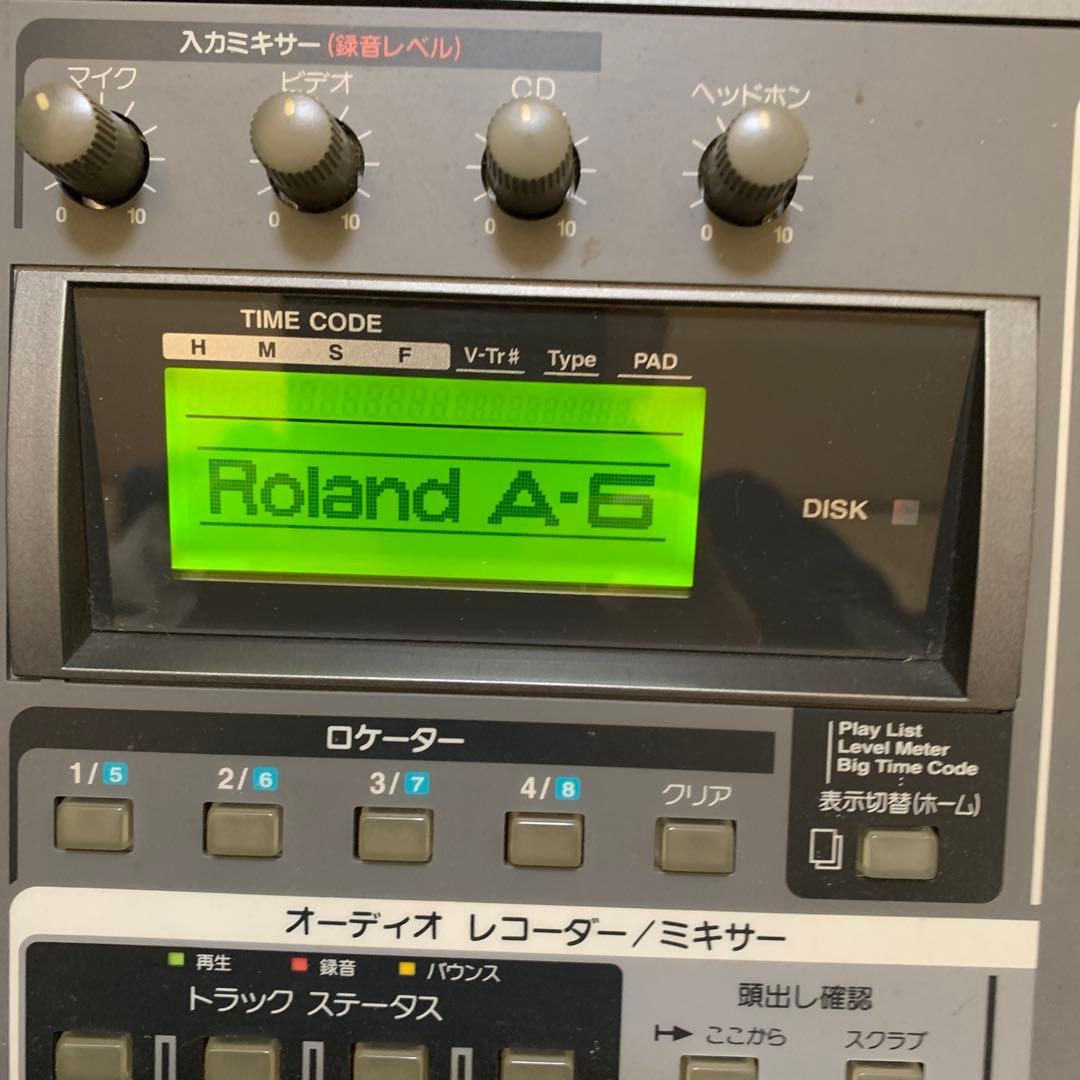 入力ミキサー(録音レベル)
マイク ビデオ CD ヘッドホン
0 10 0 10 0 10 0 10
TIME CODE
H M S F V-Tr# Type PAD
Roland A-6
DISK
ロケーター
1/5 2/6 3/7 4/8 クリア
Play List
Level Meter
Big Time Code
表示切替(ホーム)
オーディオ レコーダー/ミキサー
再生 録音 バウンス
トラック ステータス
頭出し確認
ここから スクラブ